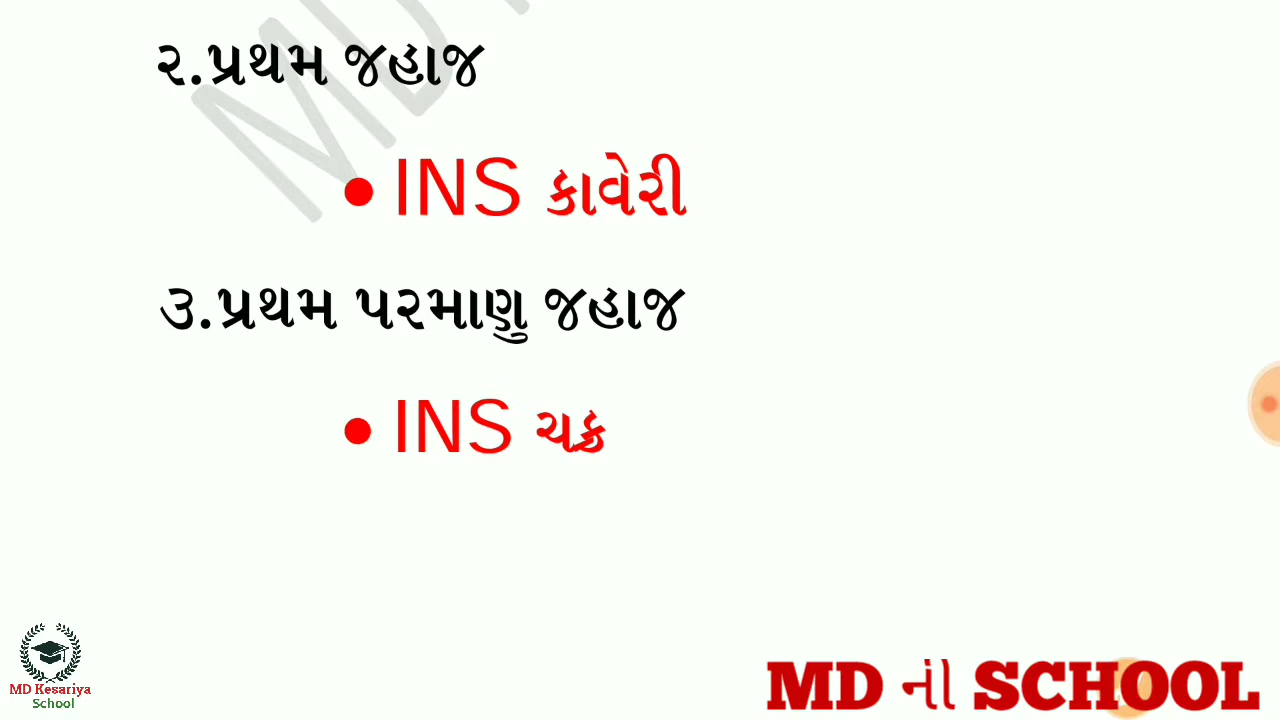 ૨.પ્રથમ જહાજ
• INS કાવેરી
૩.પ્રથમ પરમાણુ જહાજ
• INS ચક્ર
MD Kesariya
School
MD ની SCHOOL